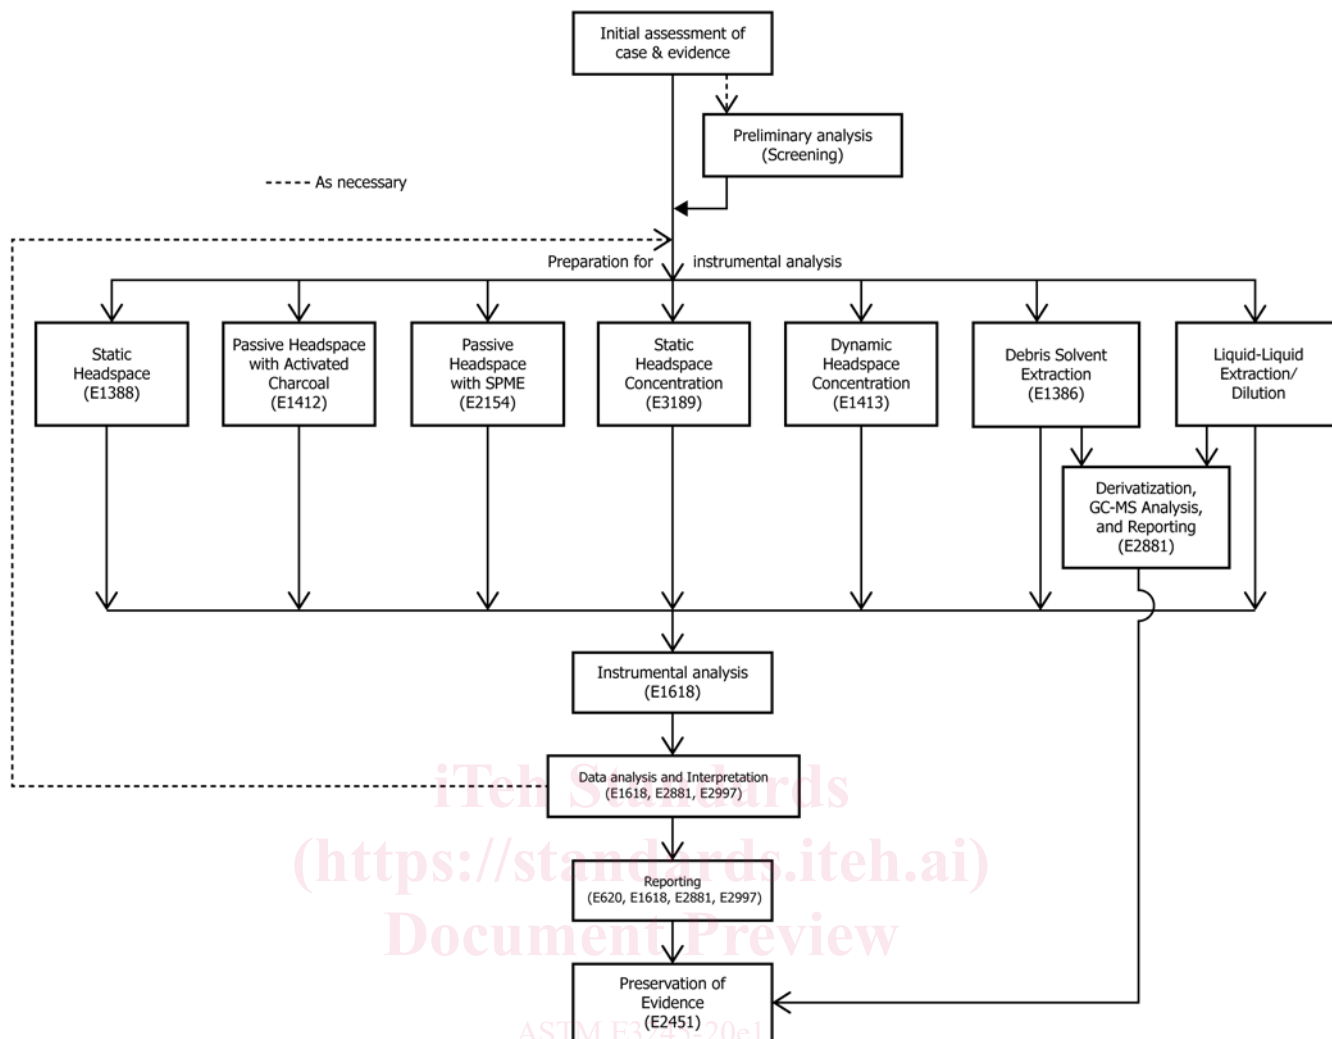 Initial assessment of
case & evidence
Preliminary analysis
(Screening)
As necessary
Preparation for instrumental analysis
Static
Headspace
(E1388)
Passive Headspace
with Activated
Charcoal
(E1412)
Passive
Headspace
with SPME
(E2154)
Static
Headspace
Concentration
(E3189)
Dynamic
Headspace
Concentration
(E1413)
Debris Solvent
Extraction
(E1386)
Liquid-Liquid
Extraction/
Dilution
Derivatization,
GC-MS Analysis,
and Reporting
(E2881)
Instrumental analysis
(E1618)
Data analysis and Interpretation
(E1618, E2881, E2997)
Reporting
(E620, E1618, E2881, E2997)
Preservation of
Evidence
(E2451)
iTeh Standards
(https://standards.iteh.ai)
Document Preview
ASTM E3245-20e1